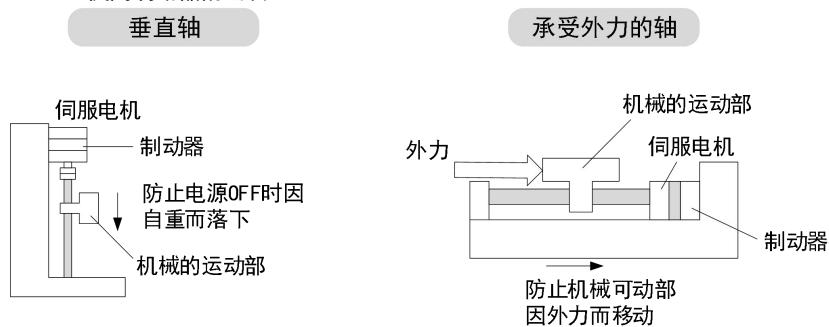 垂直轴
承受外力的轴
伺服电机
制动器
防止电源OFF时因
自重而落下
机械的运动部
机械的运动部
外力
伺服电机
制动器
防止机械可动部
因外力而移动